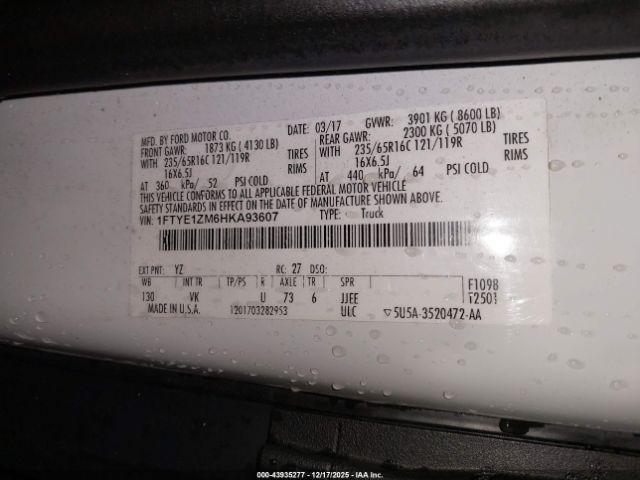 MFD. BY FORD MOTOR CO. DATE: 03/17 GVWR: 3901 KG ( 8600 LB)
FRONT GAWR: 1873 KG ( 4130 LB) REAR GAWR: 2300 KG ( 5070 LB)
WITH 235/65R16C 121/119R TIRES WITH 235/65R16C 121/119R TIRES
16X6.5J RIMS 16X6.5J RIMS
AT 360 kPa/ 52 PSI COLD AT 440 kPa/ 64 PSI COLD
THIS VEHICLE CONFORMS TO ALL APPLICABLE FEDERAL MOTOR VEHICLE
SAFETY STANDARDS IN EFFECT ON THE DATE OF MANUFACTURE SHOWN ABOVE.
VIN: 1FTYE1ZM6HKA93607 TYPE: Truck
EXT PNT: YZ RC: 27 DSO:
WB INT TR TP/PS R AXLE TR SPR
130 VK U 73 6 JJEE
MADE IN U.S.A. 1201703282953 ULC
F109B
T2501
5U5A-3520472-AA
000-43935277 - 12/17/2025 - IAA Inc.